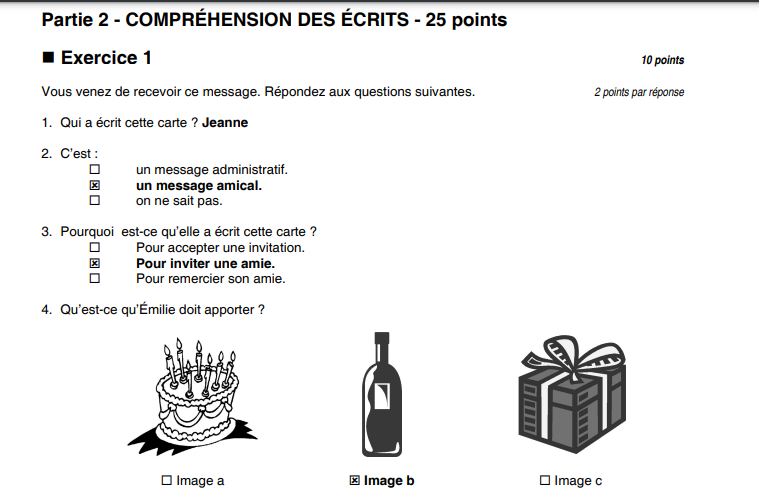 Partie 2 - COMPRÉHENSION DES ÉCRITS - 25 points
■ Exercice 1 10 points
Vous venez de recevoir ce message. Répondez aux questions suivantes. 2 points par réponse
1. Qui a écrit cette carte ? Jeanne
2. C'est :
☐ un message administratif.
☒ un message amical.
☐ on ne sait pas.
3. Pourquoi est-ce qu'elle a écrit cette carte ?
☐ Pour accepter une invitation.
☒ Pour inviter une amie.
☐ Pour remercier son amie.
4. Qu'est-ce qu'Émilie doit apporter ?
☐ Image a ☒ Image b ☐ Image c